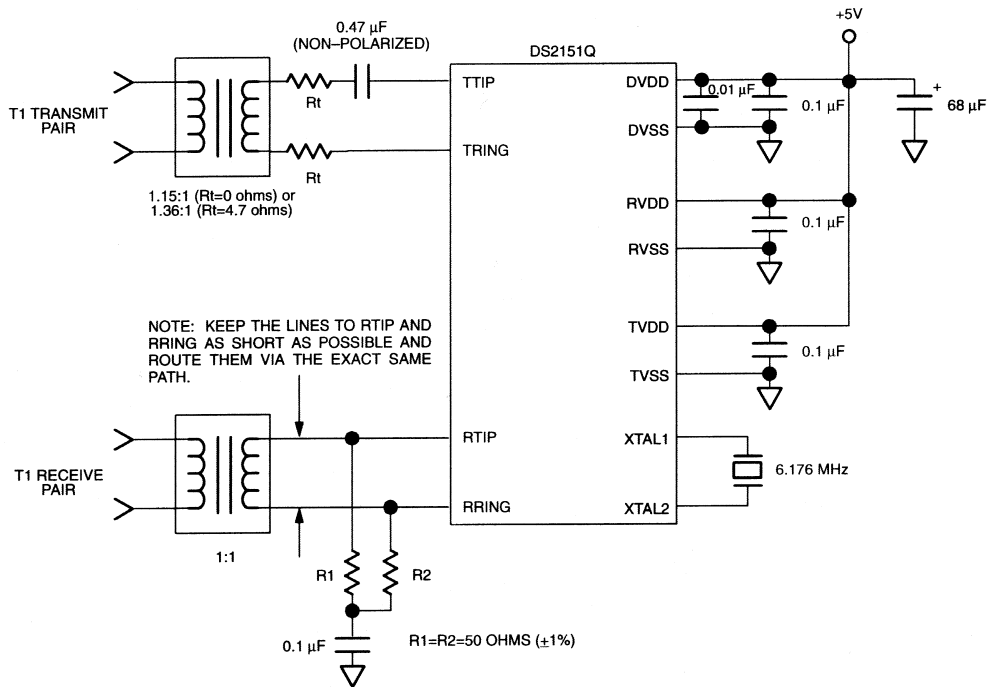 0.47 µF
(NON–POLARIZED)
+5V
DS2151Q
T1 TRANSMIT
PAIR
Rt
Rt
TTIP
TRING
1.15:1 (Rt=0 ohms) or
1.36:1 (Rt=4.7 ohms)
DVDD
0.01 µF
0.1 µF
+
68 µF
DVSS
RVDD
0.1 µF
RVSS
TVDD
0.1 µF
TVSS
NOTE: KEEP THE LINES TO RTIP AND
RRING AS SHORT AS POSSIBLE AND
ROUTE THEM VIA THE EXACT SAME
PATH.
T1 RECEIVE
PAIR
1:1
RTIP
RRING
XTAL1
6.176 MHz
XTAL2
R1
R2
0.1 µF
R1=R2=50 OHMS (±1%)